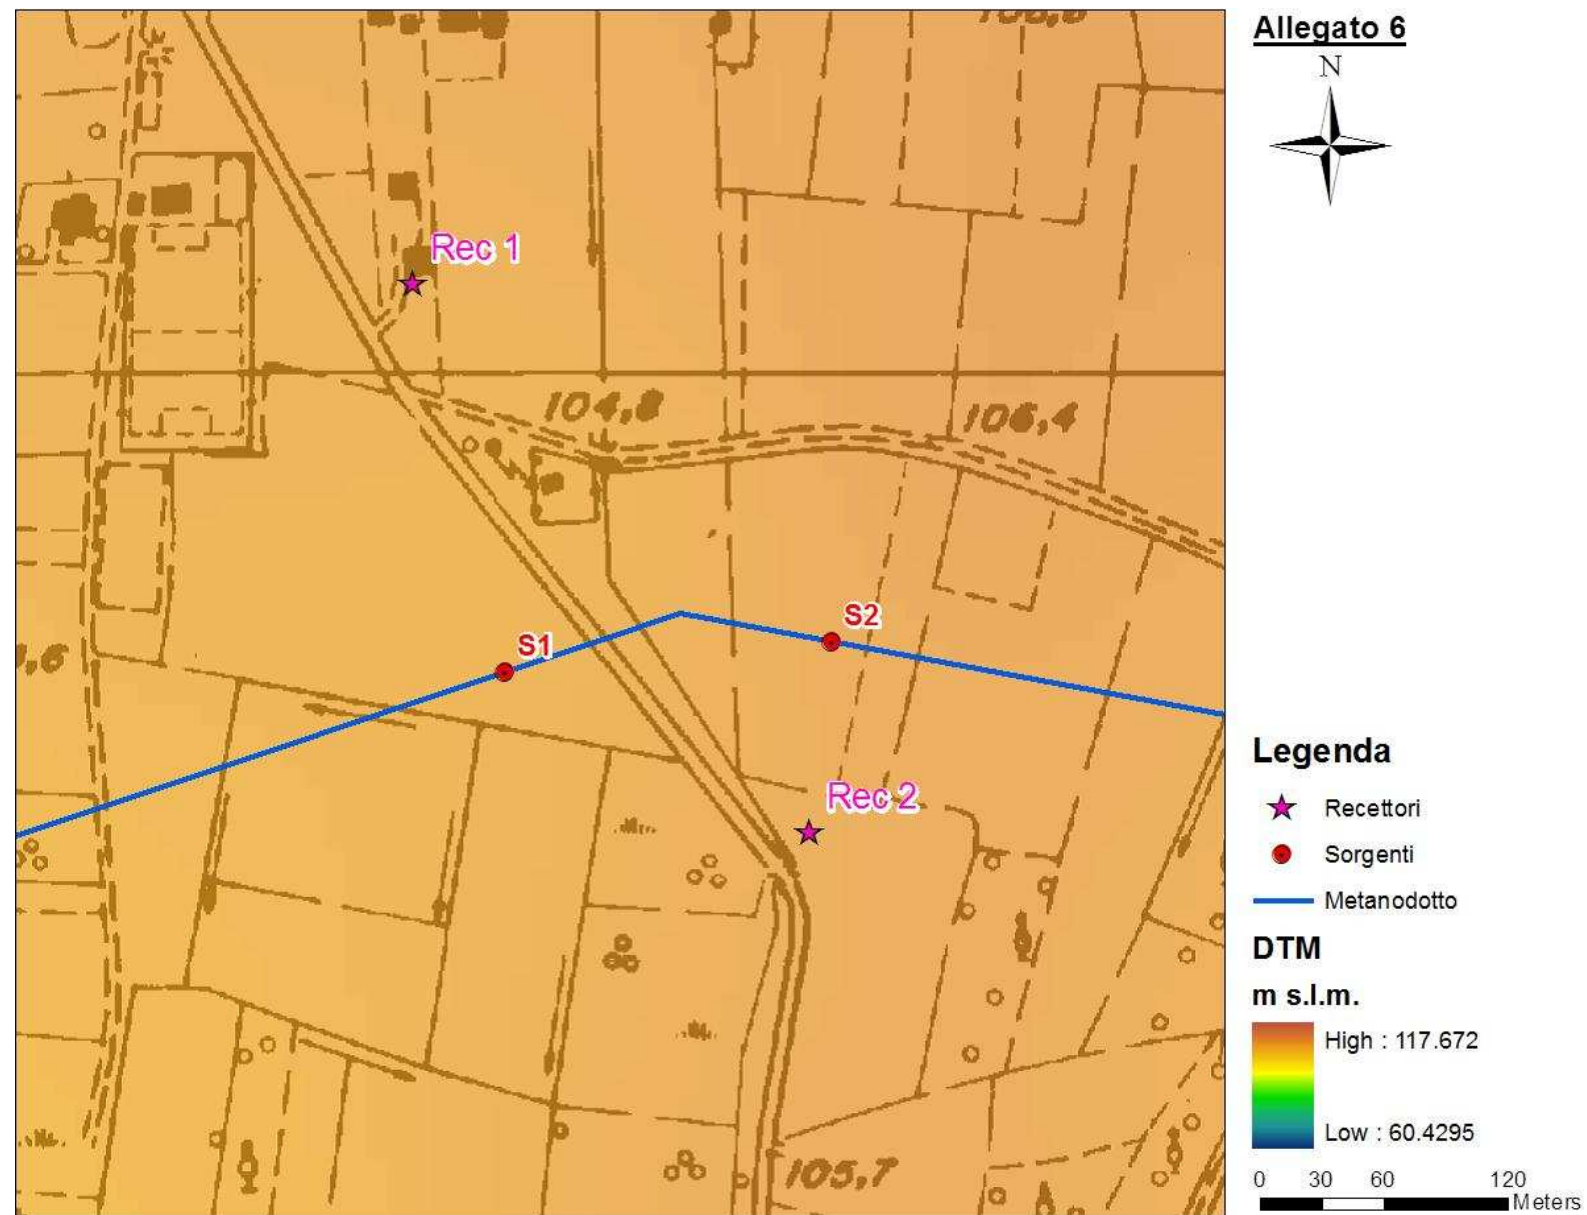 Allegato 6
N
Rec 1
104,8
106,4
S2
S1
Rec 2
105,7
Legenda
Recettori
Sorgenti
Metanodotto
DTM
m s.l.m.
High : 117.672
Low : 60.4295
0 30 60 120
Meters